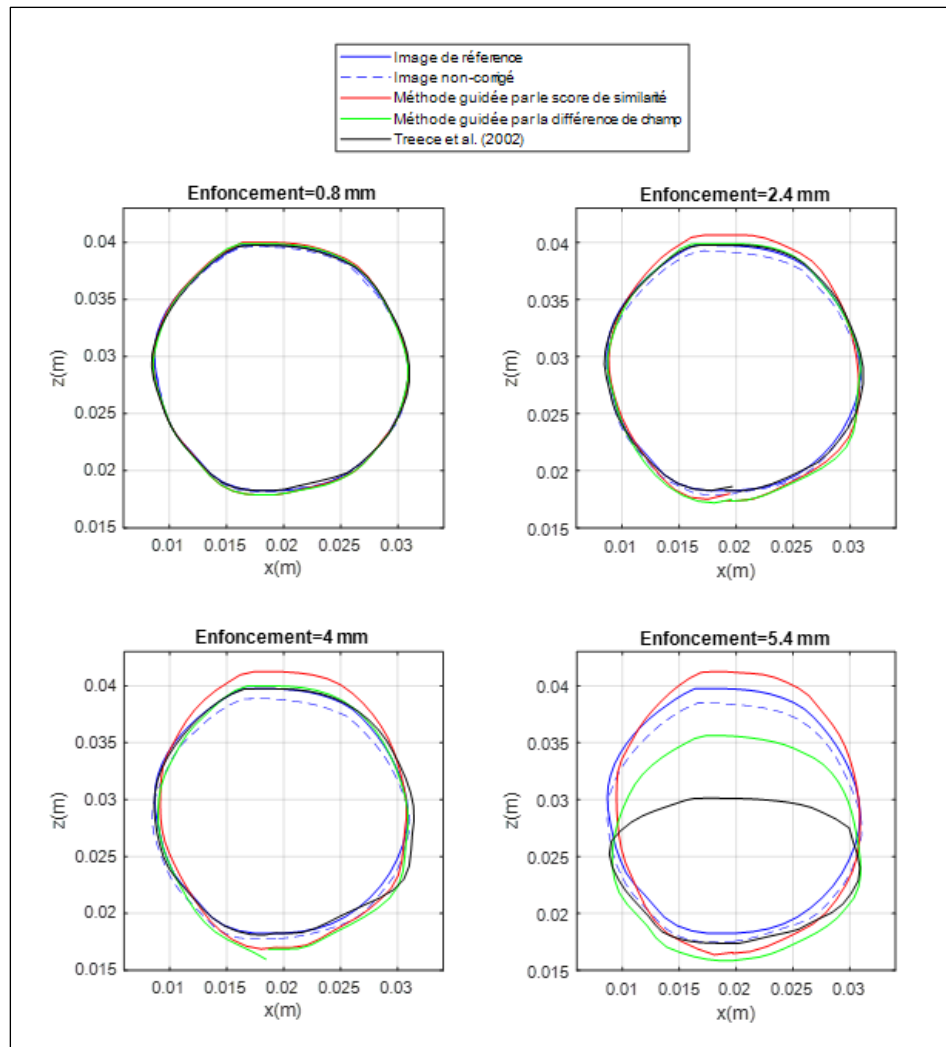 Image de réference
Image non-corrigé
Méthode guidée par le score de similarité
Méthode guidée par la différence de champ
Treece et al. (2002)
Enfoncement=0.8 mm
0.04
0.035
0.03
0.025
0.02
0.015
z(m)
0.01 0.015 0.02 0.025 0.03
x(m)
Enfoncement=2.4 mm
0.04
0.035
0.03
0.025
0.02
0.015
z(m)
0.01 0.015 0.02 0.025 0.03
x(m)
Enfoncement=4 mm
0.04
0.035
0.03
0.025
0.02
0.015
z(m)
0.01 0.015 0.02 0.025 0.03
x(m)
Enfoncement=5.4 mm
0.04
0.035
0.03
0.025
0.02
0.015
z(m)
0.01 0.015 0.02 0.025 0.03
x(m)